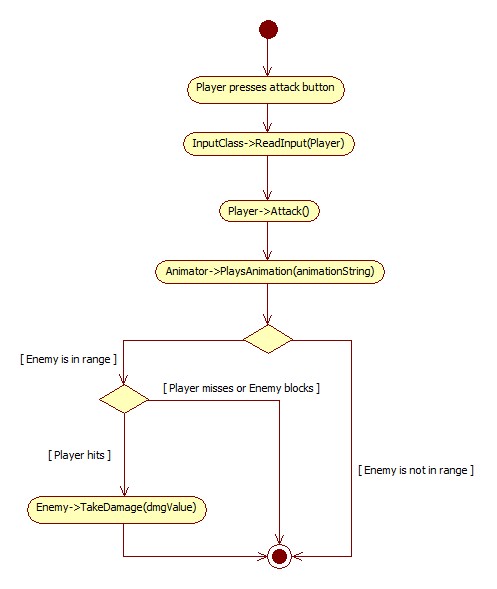 Player presses attack button
InputClass->ReadInput(Player)
Player->Attack()
Animator->PlaysAnimation(animationString)
[ Enemy is in range ]
[ Player misses or Enemy blocks ]
[ Player hits ]
[ Enemy is not in range ]
Enemy->TakeDamage(dmgValue)